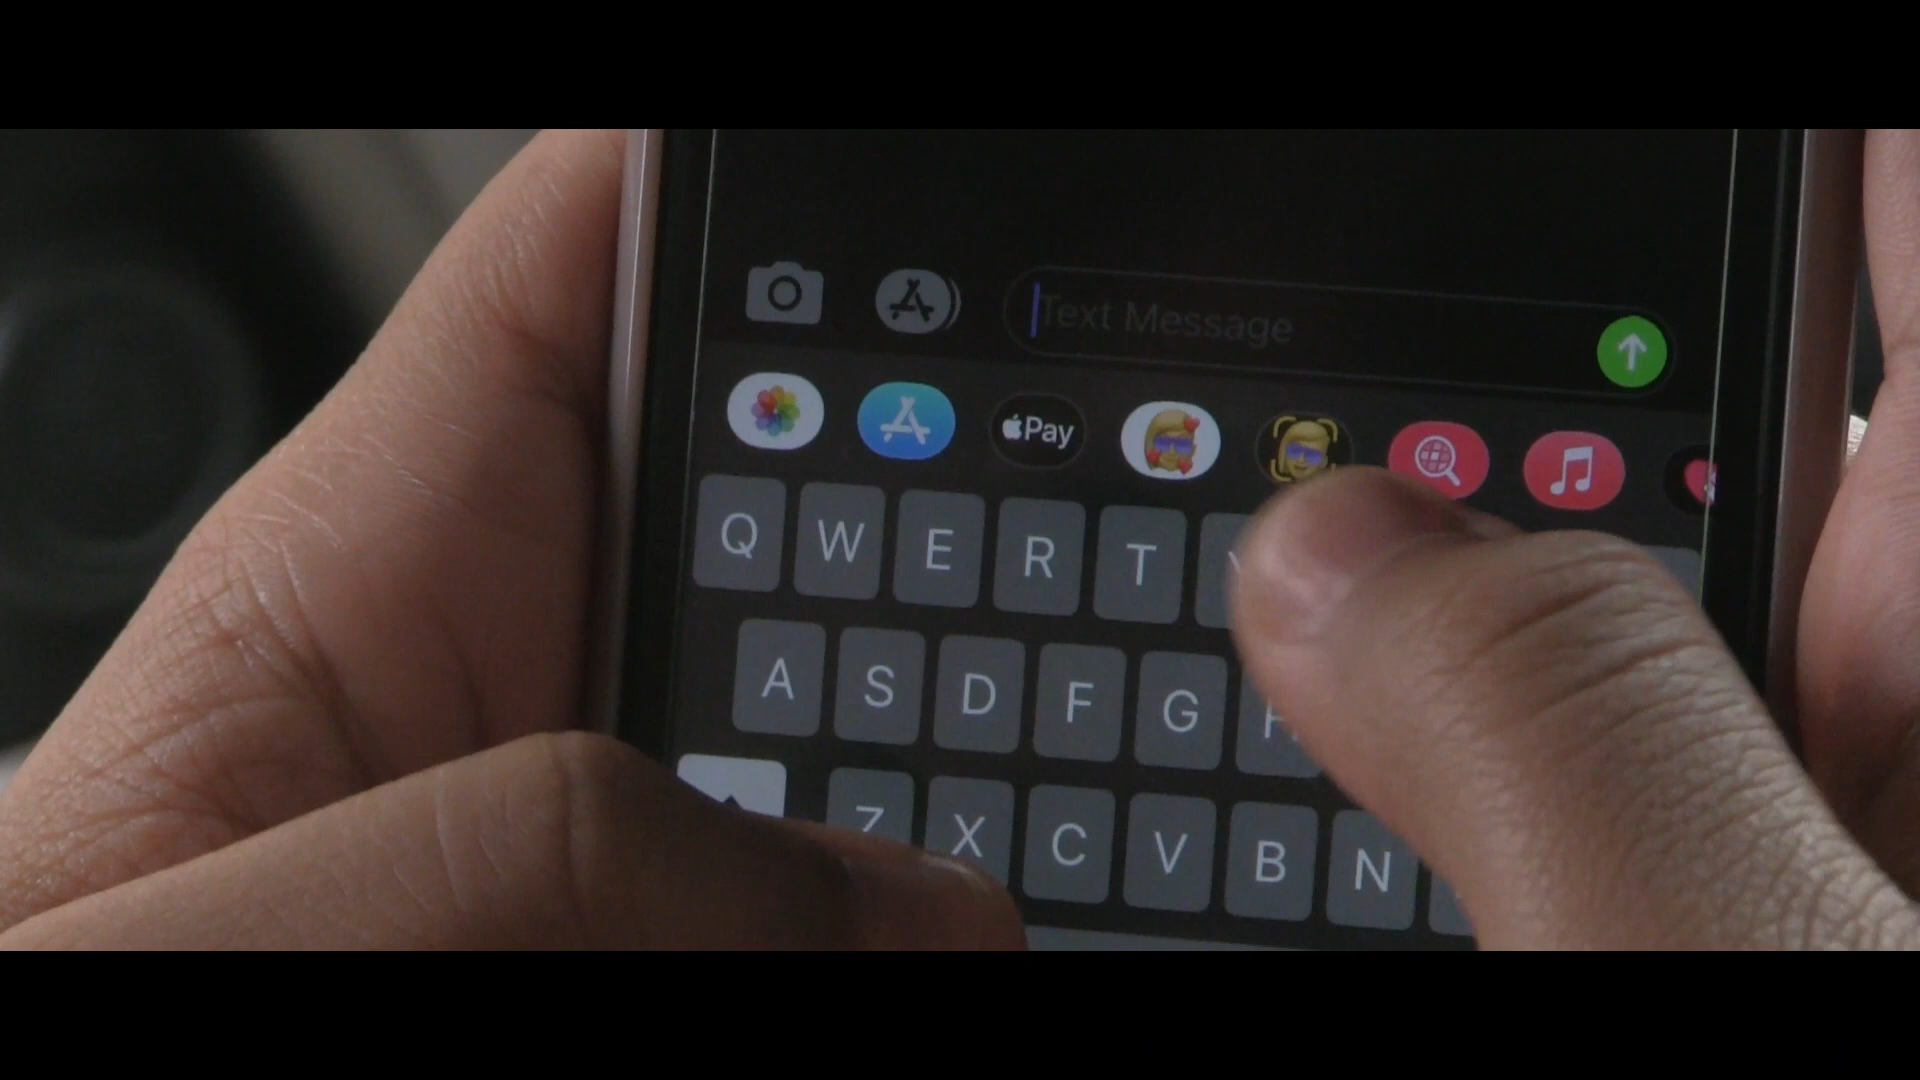 Text Message
Pay
Q W E R T Y
A S D F G H
Z X C V B N